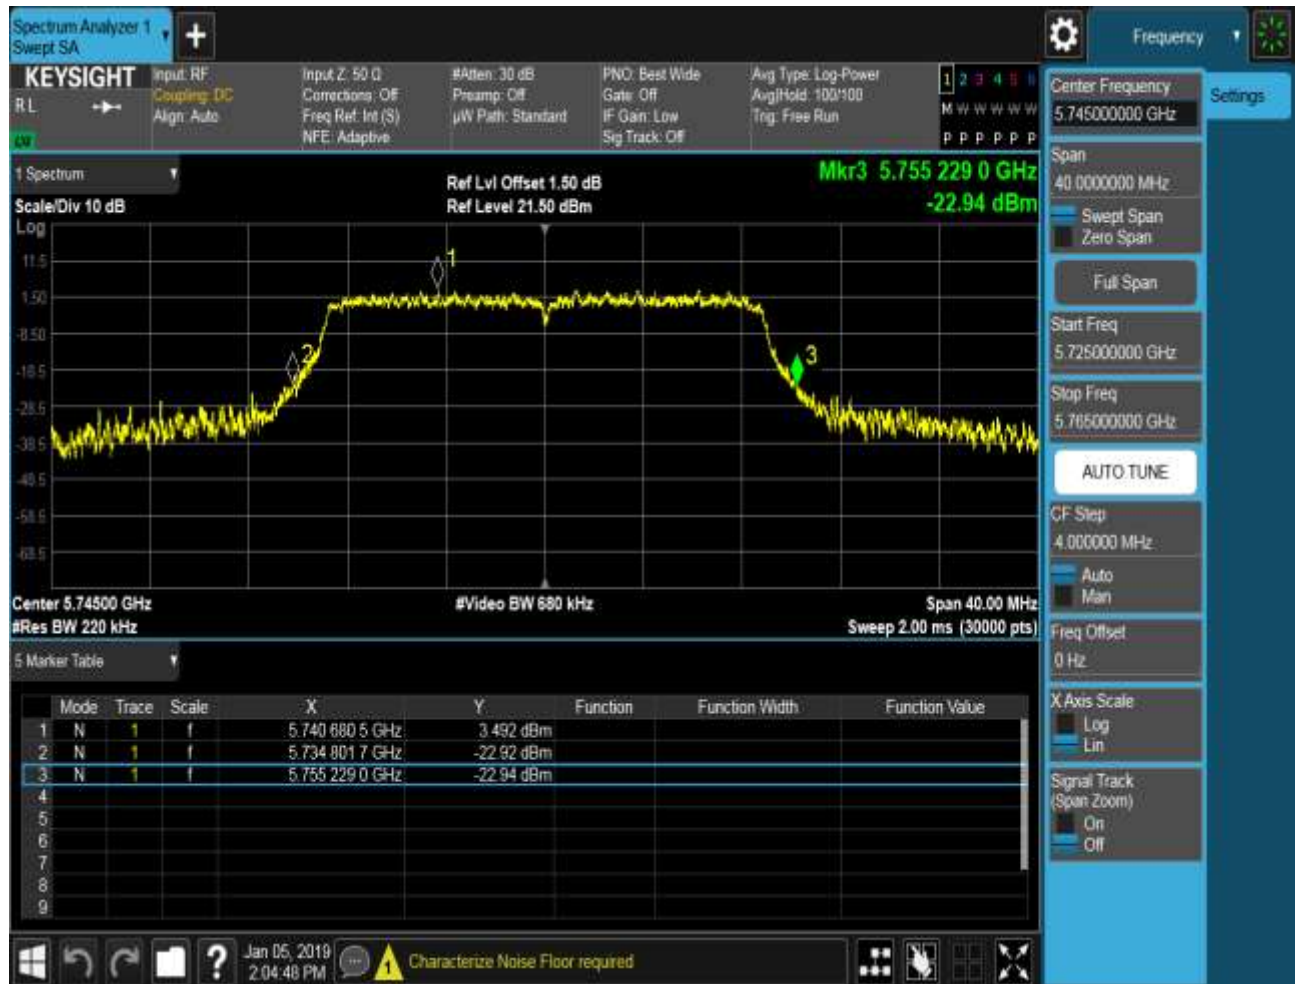 Spectrum Analyzer 1
Swept SA
+
Frequency
KEYSIGHT
R L
Input: RF
Coupling: DC
Align: Auto
Input Z: 50 Ω
Corrections: Off
Freq Ref: Int (S)
NFE: Adaptive
#Atten: 30 dB
Preamp: Off
µW Path: Standard
PNO: Best Wide
Gate: Off
IF Gain: Low
Sig Track: Off
Avg Type: Log-Power
Avg|Hold: 100/100
Trig: Free Run
1 2 3 4 5 6
M W W W W W
P P P P P P
1 Spectrum
Scale/Div 10 dB
Ref Lvl Offset 1.50 dB
Ref Level 21.50 dBm
Mkr3 5.755 229 0 GHz
-22.94 dBm
Log
11.5
1.50
-8.50
-18.5
-28.5
-38.5
-48.5
-58.5
-68.5
1
2
3
Center 5.74500 GHz
#Video BW 680 kHz
Span 40.00 MHz
#Res BW 220 kHz
Sweep 2.00 ms (30000 pts)
5 Marker Table
Mode Trace Scale X Y Function Function Width Function Value
1 N 1 f 5.740 680 5 GHz 3.492 dBm
2 N 1 f 5.734 801 7 GHz -22.92 dBm
3 N 1 f 5.755 229 0 GHz -22.94 dBm
4
5
6
7
8
9
Center Frequency
5.745000000 GHz
Settings
Span
40.0000000 MHz
Swept Span
Zero Span
Full Span
Start Freq
5.725000000 GHz
Stop Freq
5.765000000 GHz
AUTO TUNE
CF Step
4.000000 MHz
Auto
Man
Freq Offset
0 Hz
X Axis Scale
Log
Lin
Signal Track
(Span Zoom)
On
Off
?
Jan 05, 2019
2:04:48 PM
1
Characterize Noise Floor required